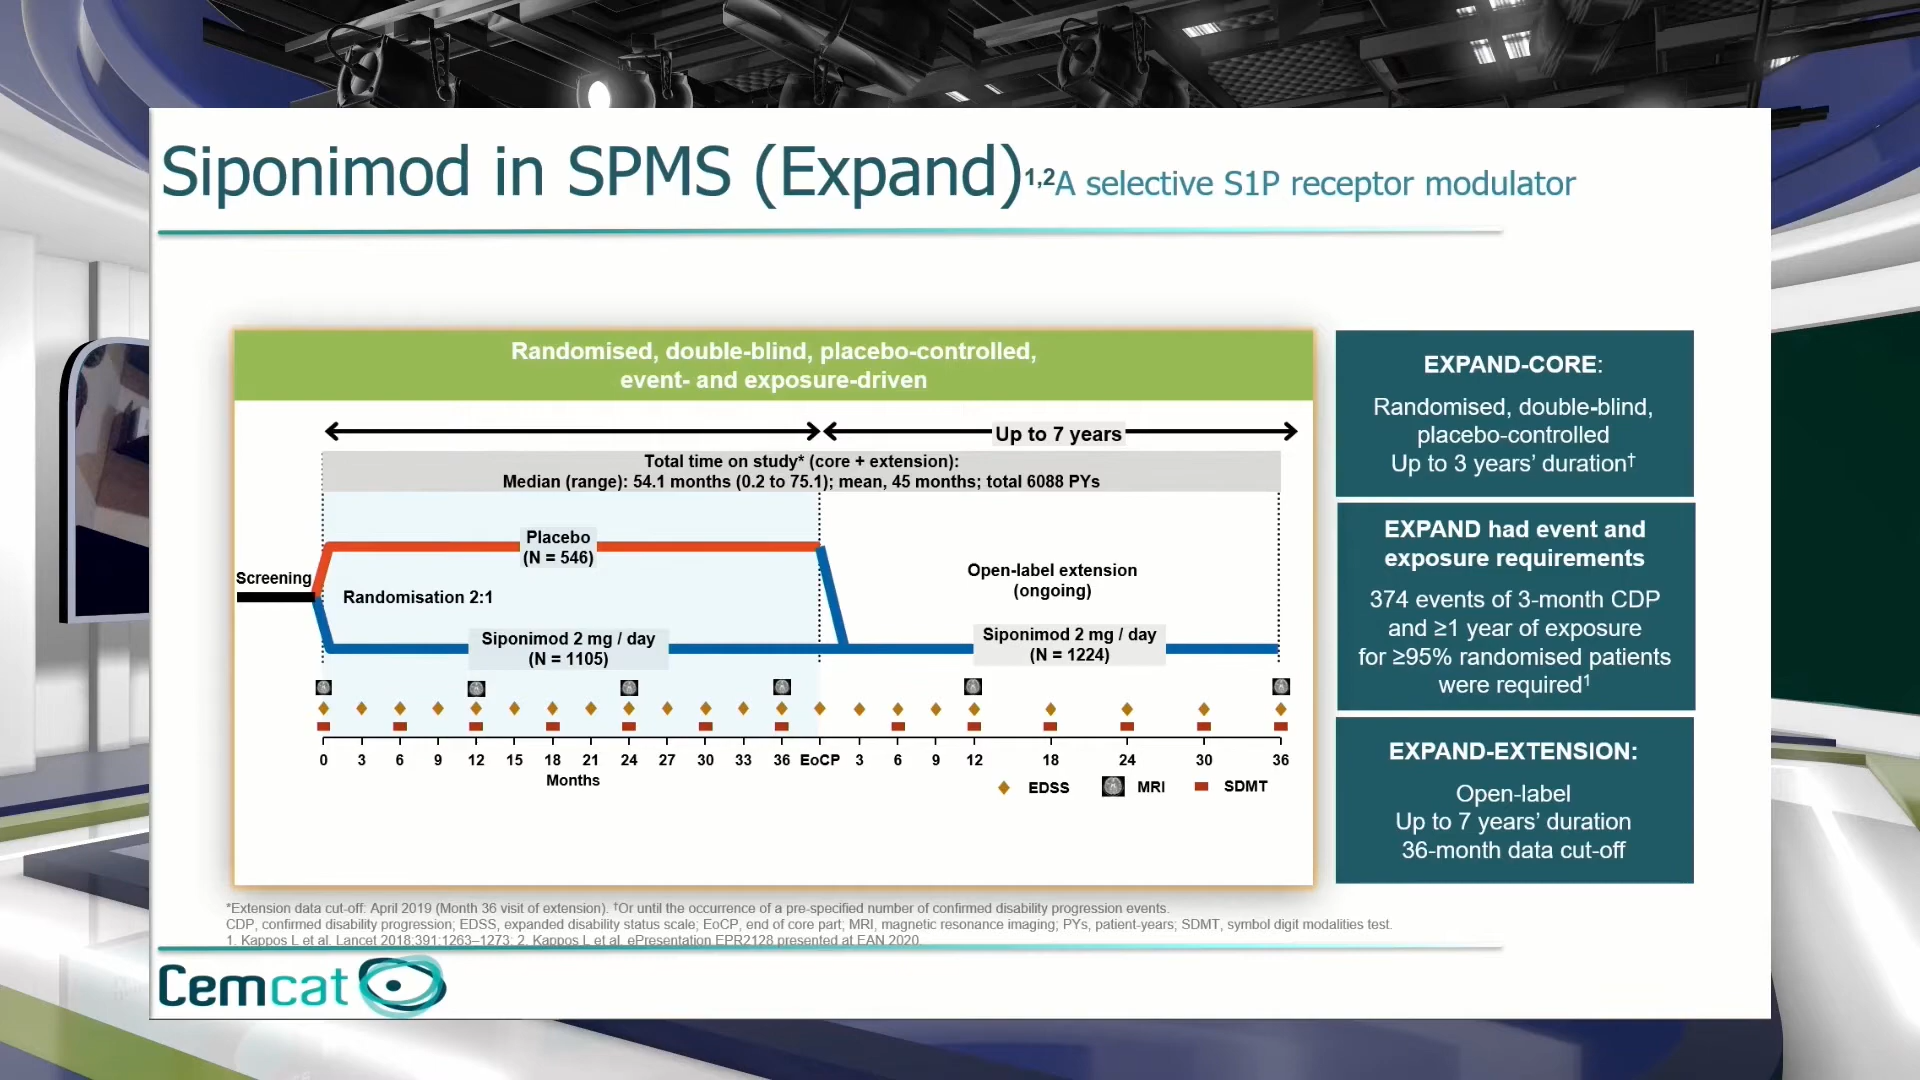 Siponimod in SPMS (Expand)1,2A selective S1P receptor modulator
Randomised, double-blind, placebo-controlled,
event- and exposure-driven
Up to 7 years
Total time on study* (core + extension):
Median (range): 54.1 months (0.2 to 75.1); mean, 45 months; total 6088 PYs
Placebo
(N = 546)
Screening
Randomisation 2:1
Open-label extension
(ongoing)
Siponimod 2 mg / day
(N = 1105)
Siponimod 2 mg / day
(N = 1224)
0 3 6 9 12 15 18 21 24 27 30 33 36 EoCP 3 6 9 12 18 24 30 36
Months
EDSS MRI SDMT
EXPAND-CORE:
Randomised, double-blind,
placebo-controlled
Up to 3 years’ duration†
EXPAND had event and
exposure requirements
374 events of 3-month CDP
and ≥1 year of exposure
for ≥95% randomised patients
were required1
EXPAND-EXTENSION:
Open-label
Up to 7 years’ duration
36-month data cut-off
*Extension data cut-off: April 2019 (Month 36 visit of extension). †Or until the occurrence of a pre-specified number of confirmed disability progression events.
CDP, confirmed disability progression; EDSS, expanded disability status scale; EoCP, end of core part; MRI, magnetic resonance imaging; PYs, patient-years; SDMT, symbol digit modalities test.
1. Kappos L et al. Lancet 2018;391:1263–1273; 2. Kappos L et al. ePresentation EPR2128 presented at EAN 2020.
Cemcat